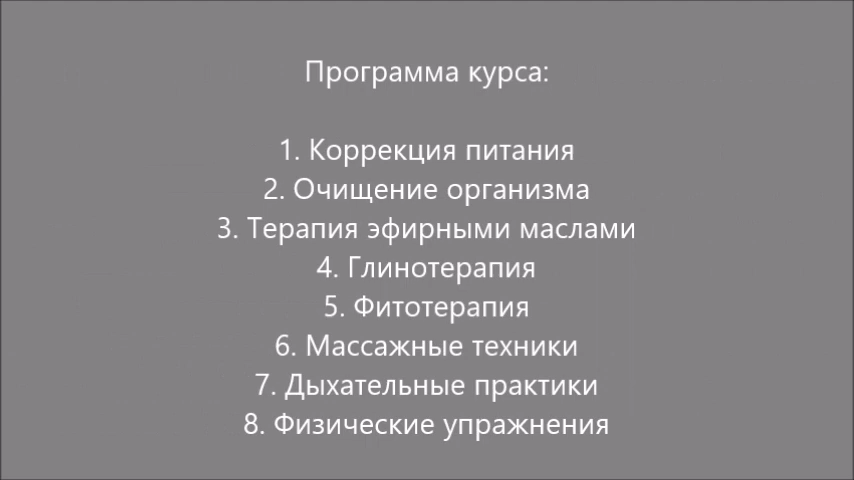 Программа курса:
1. Коррекция питания
2. Очищение организма
3. Терапия эфирными маслами
4. Глинотерапия
5. Фитотерапия
6. Массажные техники
7. Дыхательные практики
8. Физические упражнения